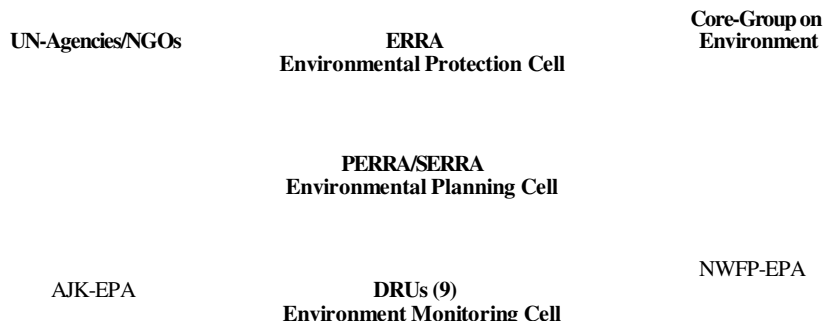 Core-Group on
UN-Agencies/NGOs ERRA Environment
Environmental Protection Cell
PERRA/SERRA
Environmental Planning Cell
NWFP-EPA
AJK-EPA DRUs (9)
Environment Monitoring Cell